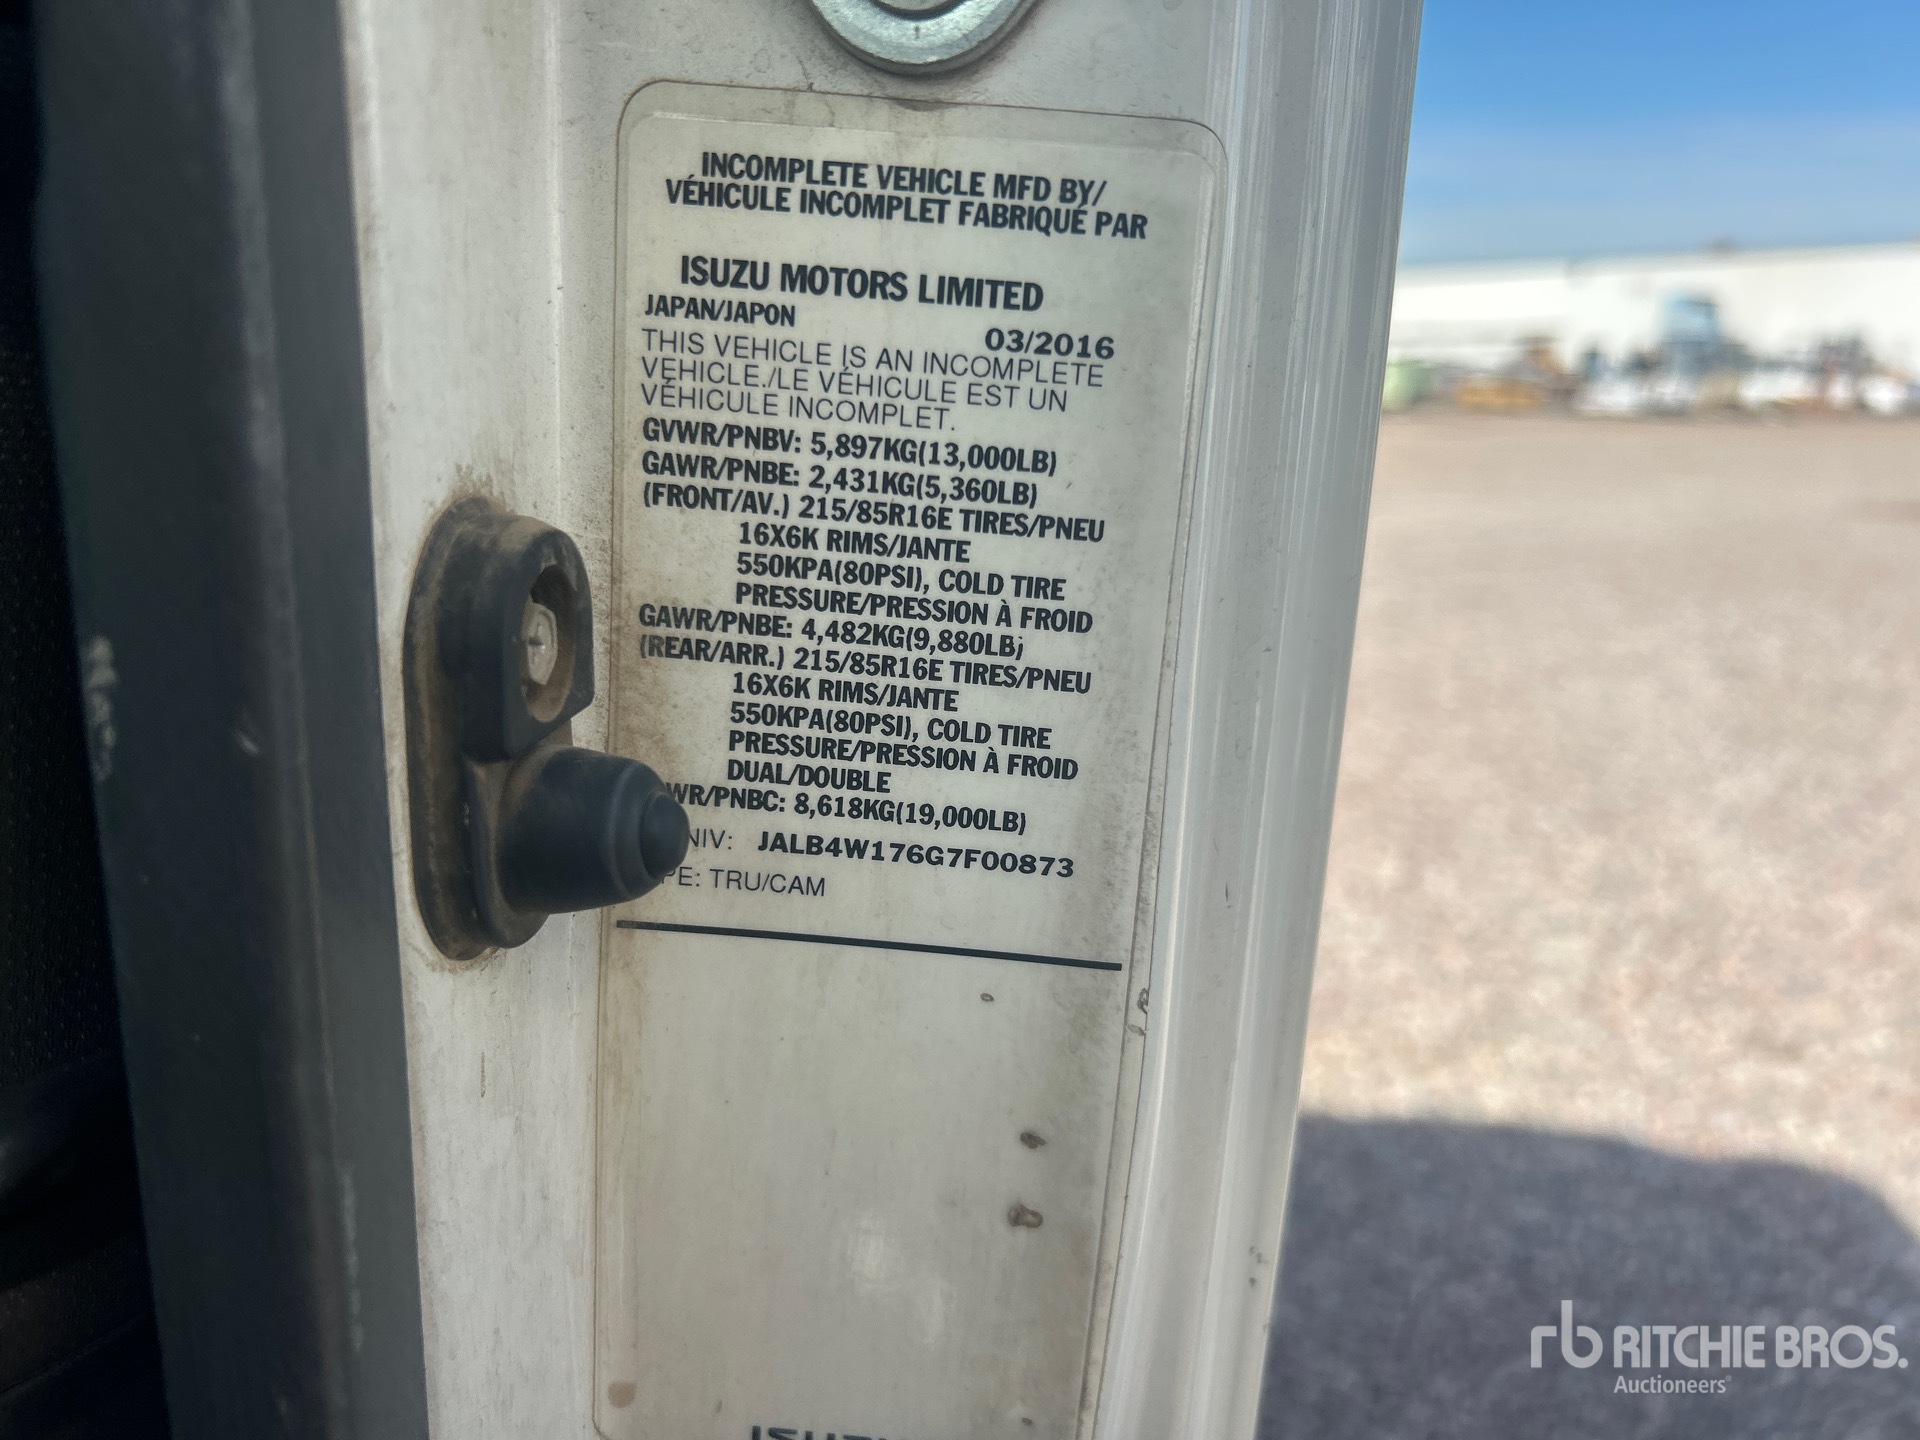 INCOMPLETE VEHICLE MFD BY/
VÉHICULE INCOMPLET FABRIQUÉ PAR
ISUZU MOTORS LIMITED
JAPAN/JAPON
03/2016
THIS VEHICLE IS AN INCOMPLETE
VEHICLE./LE VÉHICULE EST UN
VÉHICULE INCOMPLET.
GVWR/PNBV: 5,897KG(13,000LB)
GAWR/PNBE: 2,431KG(5,360LB)
(FRONT/AV.) 215/85R16E TIRES/PNEU
16X6K RIMS/JANTE
550KPA(80PSI), COLD TIRE
PRESSURE/PRESSION À FROID
GAWR/PNBE: 4,482KG(9,880LB)
(REAR/ARR.) 215/85R16E TIRES/PNEU
16X6K RIMS/JANTE
550KPA(80PSI), COLD TIRE
PRESSURE/PRESSION À FROID
DUAL/DOUBLE
WR/PNBC: 8,618KG(19,000LB)
NIV: JALB4W176G7F00873
PE: TRU/CAM
ISUZU
rb RITCHIE BROS.
Auctioneers